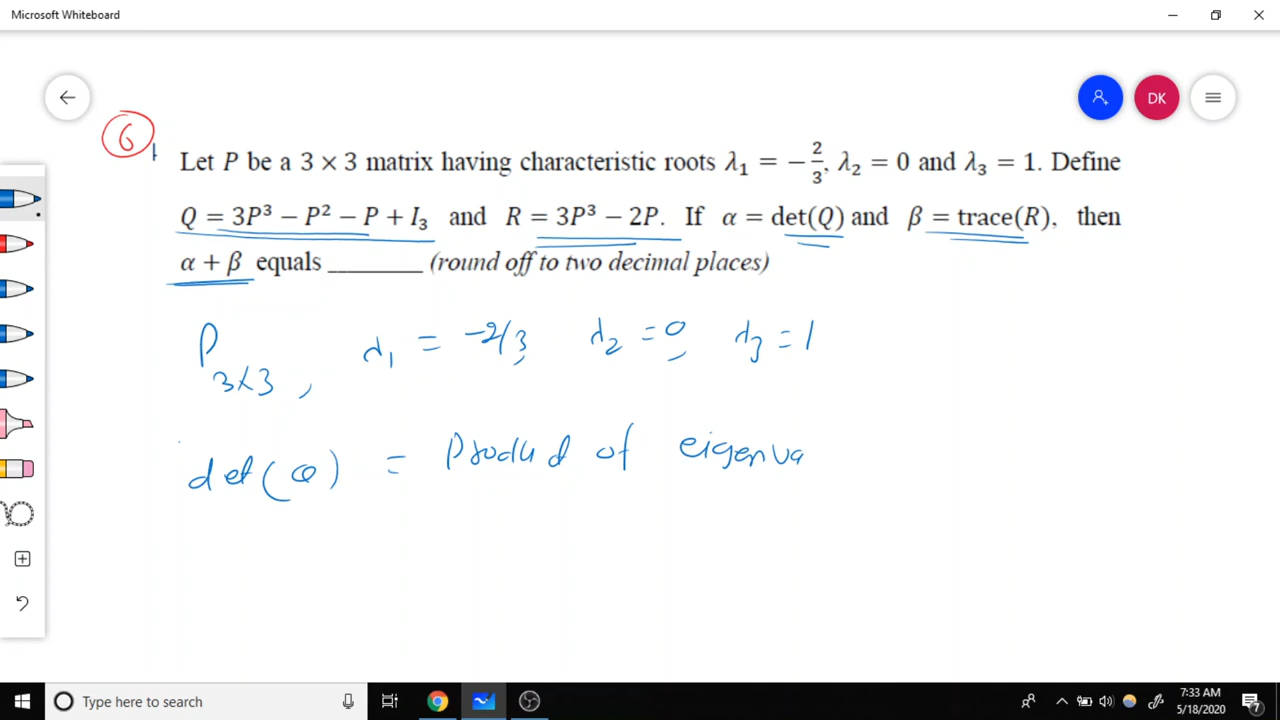 Microsoft Whiteboard
DK
6
Let P be a 3 × 3 matrix having characteristic roots λ₁ = −2/3, λ₂ = 0 and λ₃ = 1. Define
Q = 3P³ − P² − P + I₃ and R = 3P³ − 2P. If α = det(Q) and β = trace(R), then
α + β equals ________ (round off to two decimal places)
P 3×3, λ₁ = -2/3, λ₂ = 0, λ₃ = 1
det(Q) = Product of eigenva
Type here to search
7:33 AM
5/18/2020
7